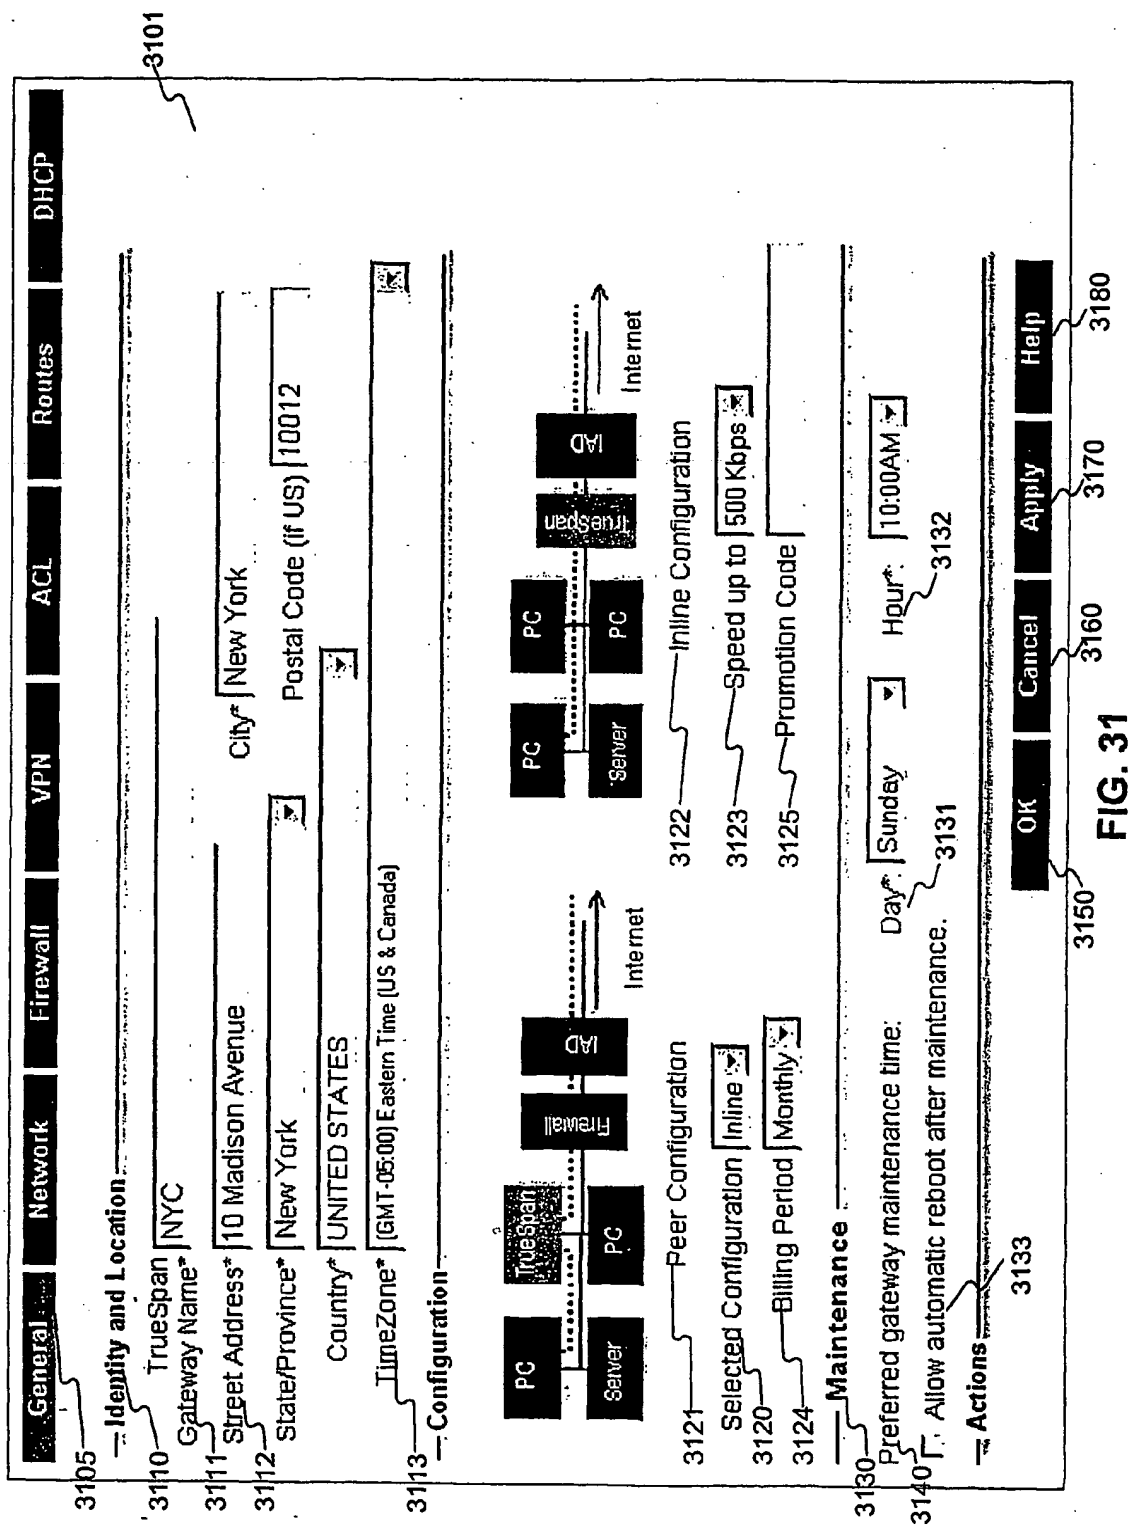 3101
General Network Firewall VPN ACL Routes DHCP
3105
Identity and Location
3110
TrueSpan
Gateway Name* NYC
3111
Street Address* 10 Madison Avenue City* New York
3112
State/Province* New York Postal Code (if US) 10012
Country* UNITED STATES
TimeZone* (GMT-05:00) Eastern Time (US & Canada)
3113
Configuration
PC TrueSpan Firewall IAD
Server PC
Internet
PC PC TrueSpan IAD
Server PC
Internet
3121 Peer Configuration 3122 Inline Configuration
Selected Configuration Inline 3123 Speed up to 500 Kbps
3120
3124 Billing Period Monthly 3125 Promotion Code
Maintenance
3130
Preferred gateway maintenance time: Day*: Sunday Hour*: 10:00AM
3140 3131 3132
Allow automatic reboot after maintenance.
3133
Actions
OK Cancel Apply Help
3150 3160 3170 3180
FIG. 31